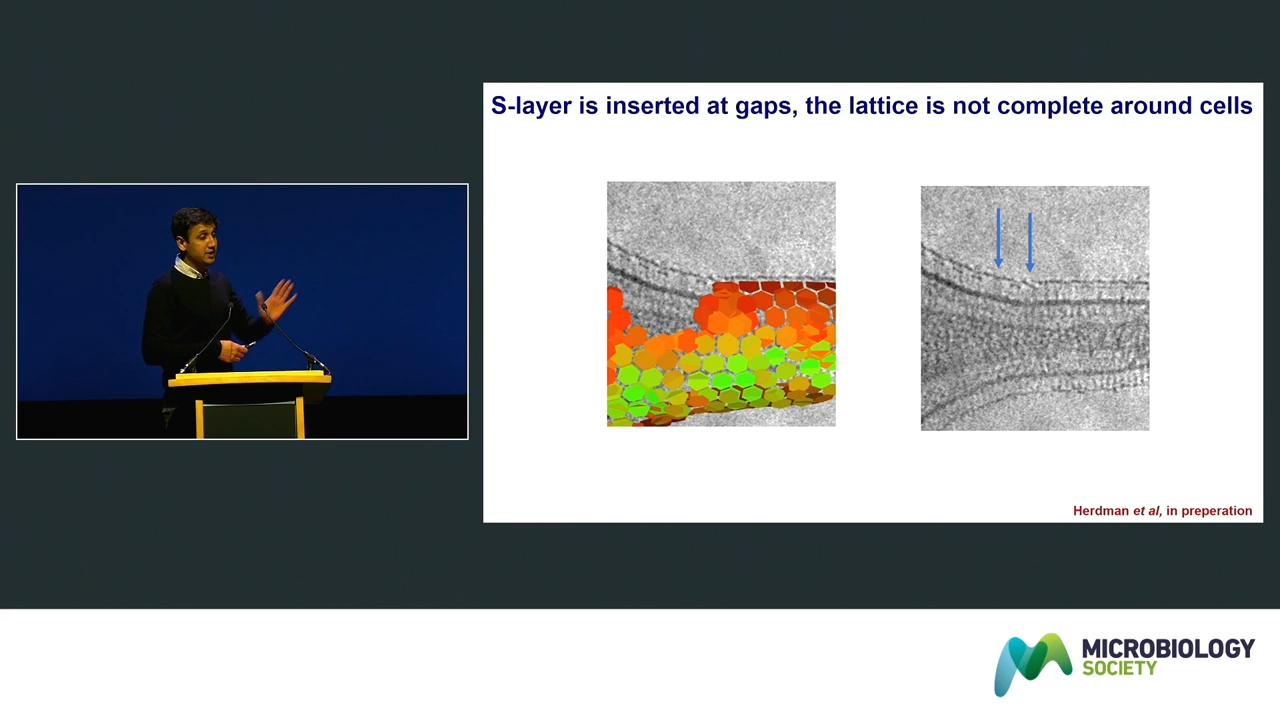 S-layer is inserted at gaps, the lattice is not complete around cells
Herdman et al, in preperation
MICROBIOLOGY
SOCIETY